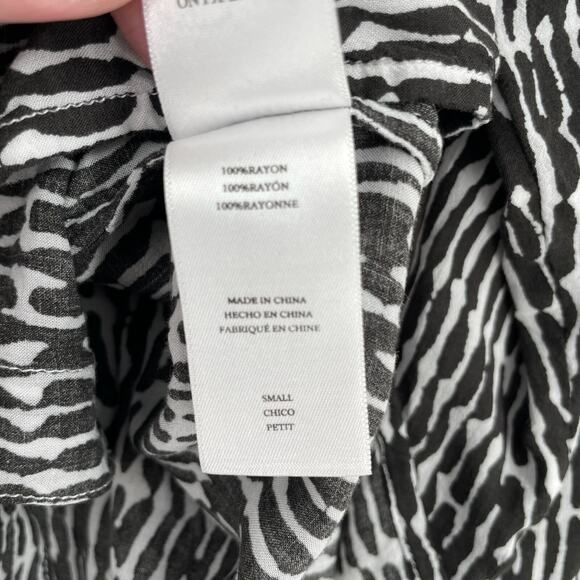 100%RAYON
100%RAYÓN
100%RAYONNE
MADE IN CHINA
HECHO EN CHINA
FABRIQUÉ EN CHINE
SMALL
CHICO
PETIT